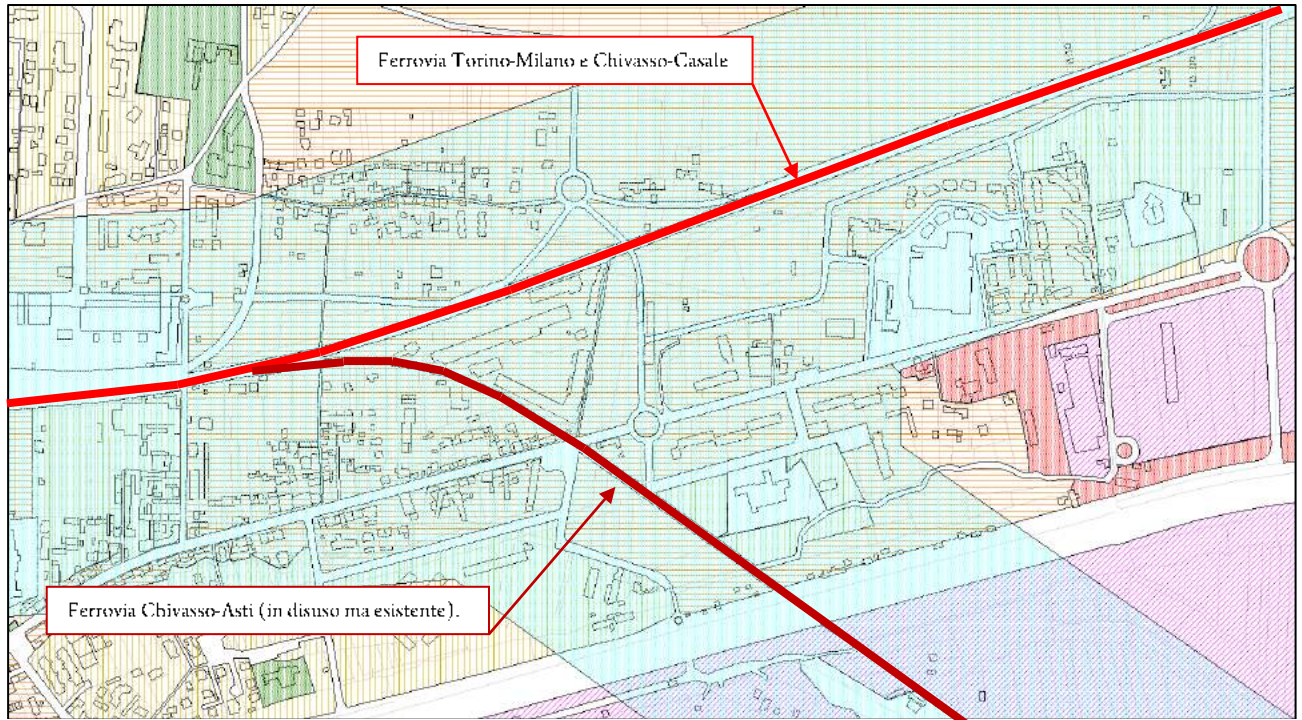 Ferrovia Torino-Milano e Chivasso-Casale
Ferrovia Chivasso-Asti (in disuso ma esistente).